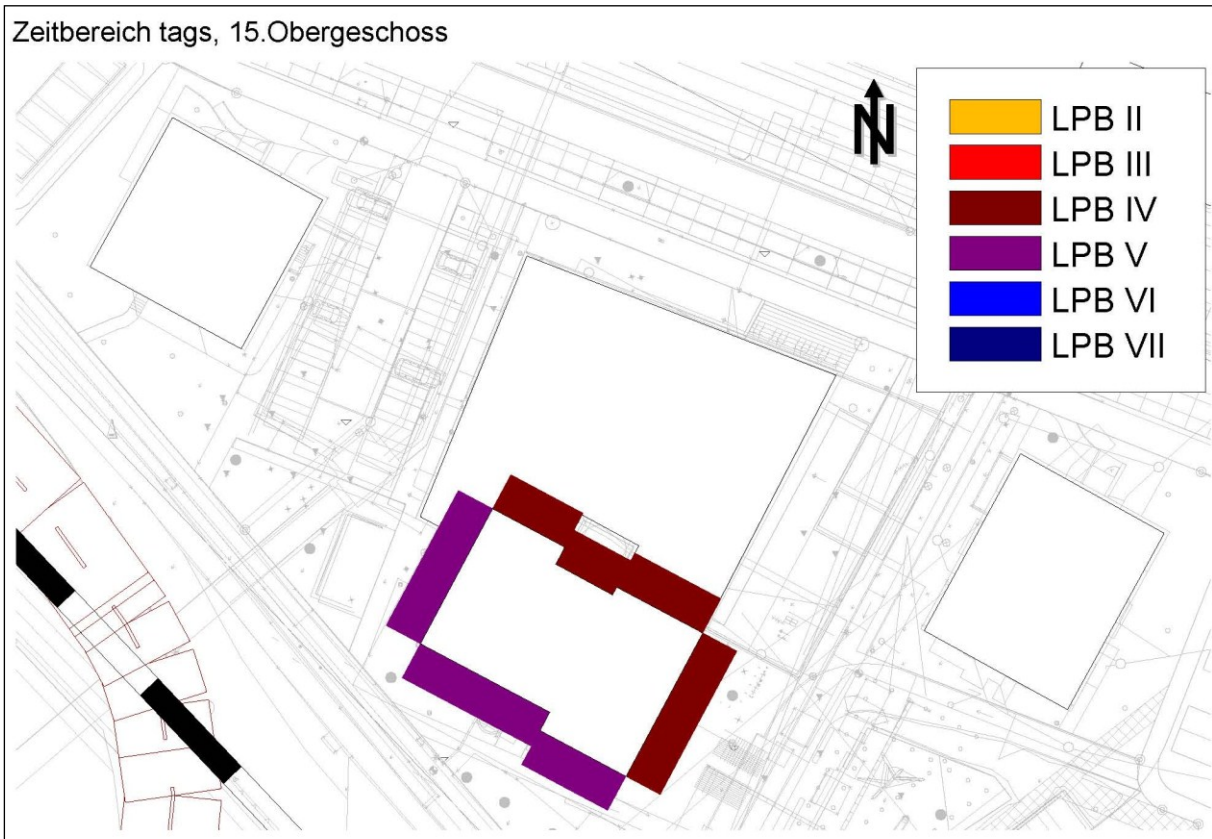 Zeitbereich tags, 15.Obergeschoss
N
LPB II
LPB III
LPB IV
LPB V
LPB VI
LPB VII